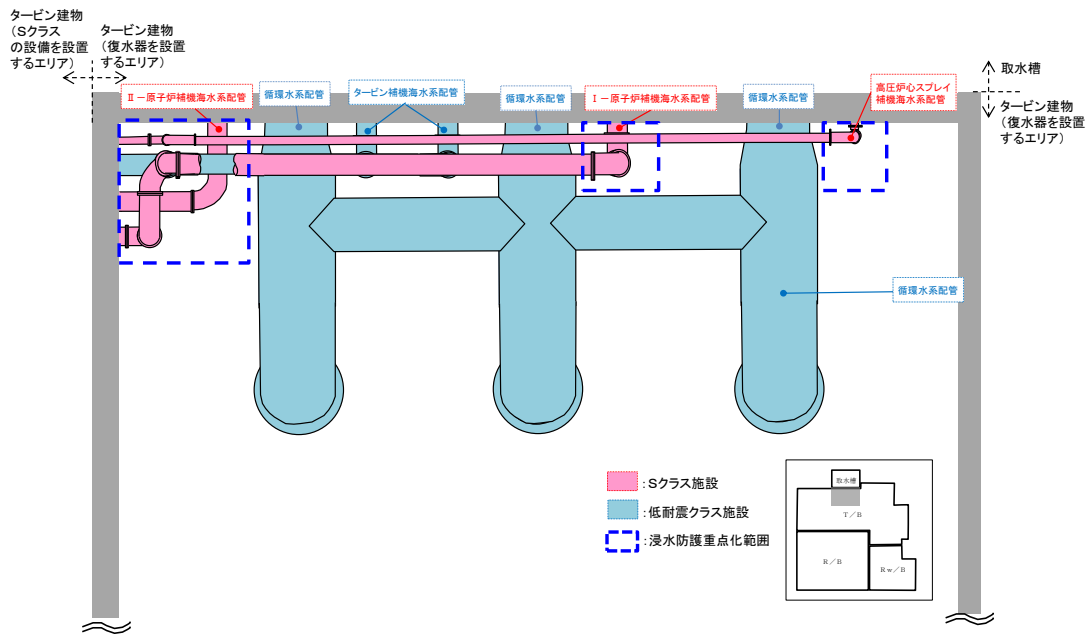 タービン建物
(Sクラス
の設備を設置
するエリア)
タービン建物
(復水器を設置
するエリア)
取水槽
タービン建物
(復水器を設置
するエリア)
Ⅱ－原子炉補機海水系配管
循環水系配管
タービン補機海水系配管
循環水系配管
Ⅰ－原子炉補機海水系配管
循環水系配管
高圧炉心スプレイ
補機海水系配管
循環水系配管
:Sクラス施設
:低耐震クラス施設
:浸水防護重点化範囲
取水槽
T／B
R／B
Rw／B